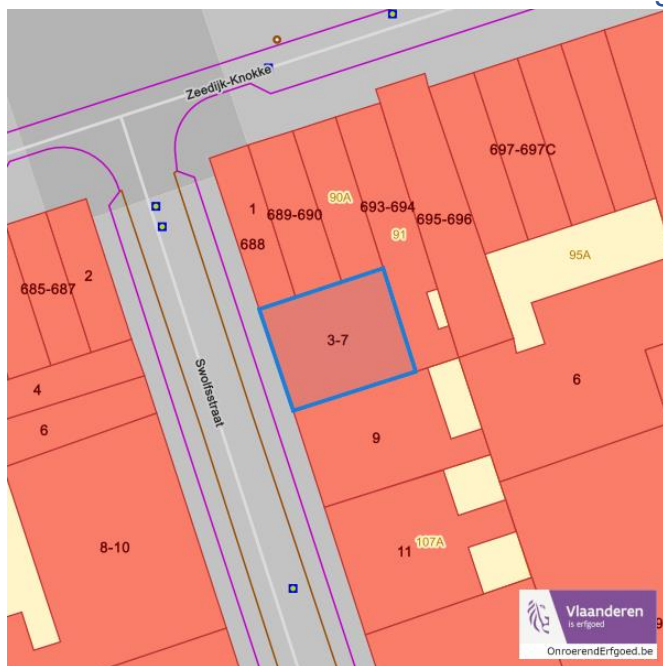 Zeedijk-Knokke
697-697C
90A
1
689-690
693-694
695-696
688
91
95A
2
685-687
3-7
Swolfsstraat
4
6
6
9
8-10
11
107A
9
Vlaanderen
is erfgoed
OnroerendErfgoed.be